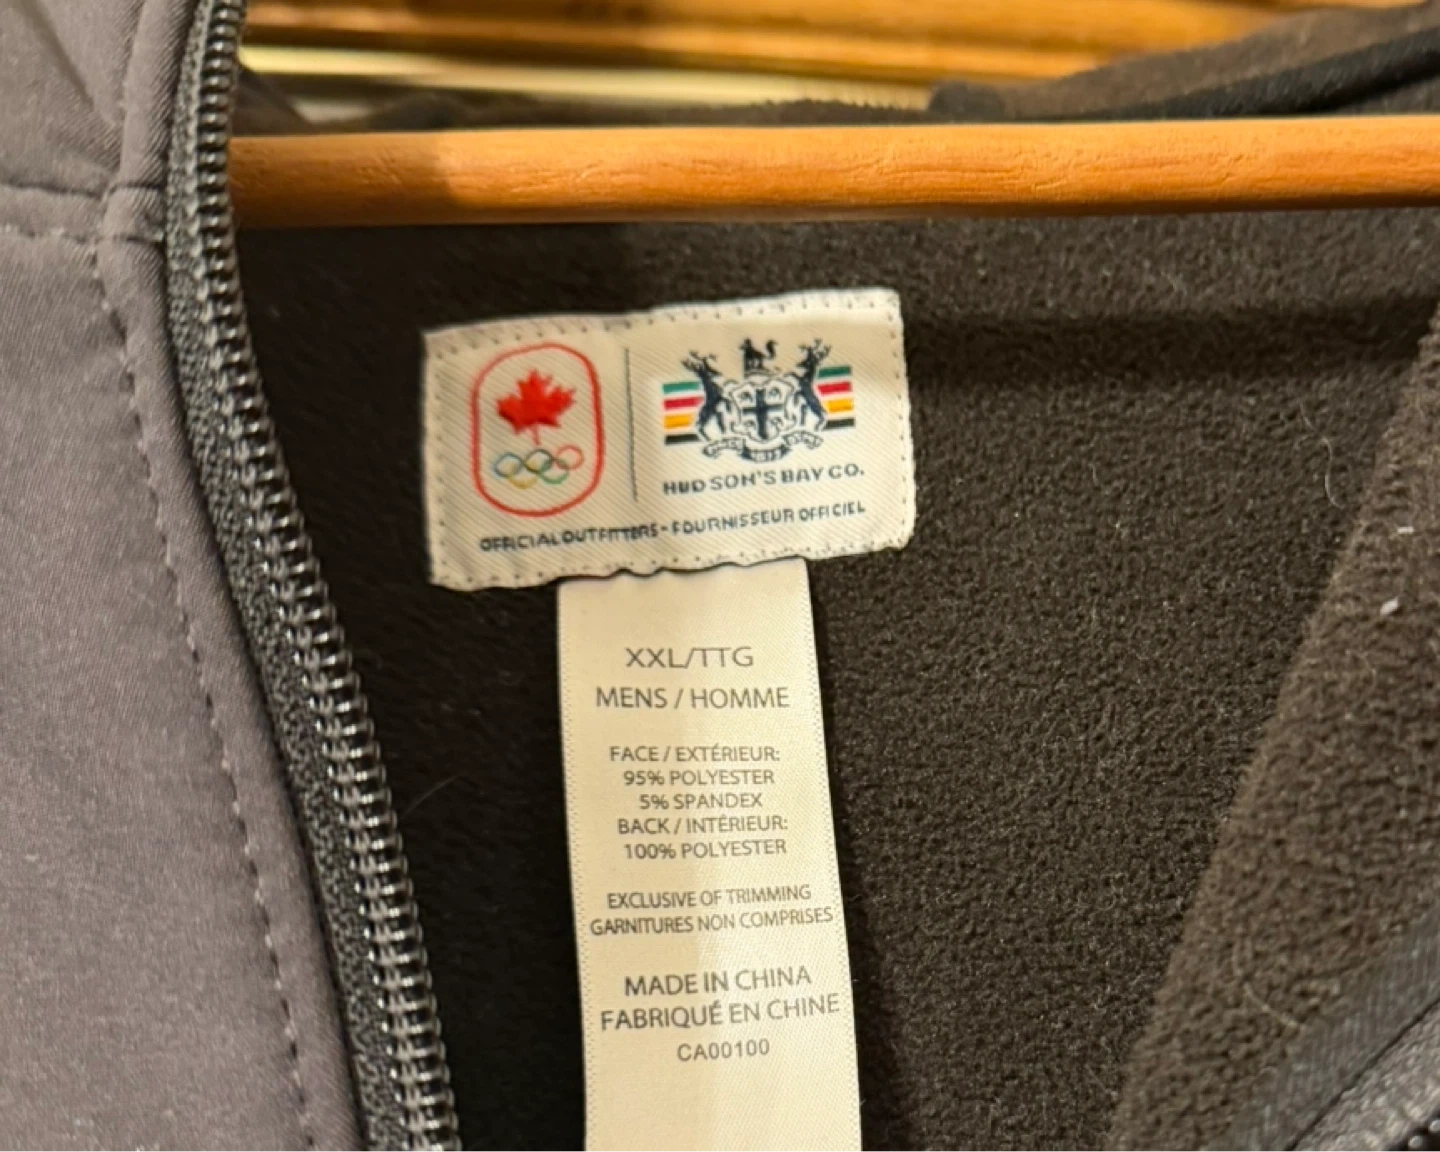 HUDSON'S BAY CO.
OFFICIAL OUTFITTERS - FOURNISSEUR OFFICIEL
XXL/TTG
MENS / HOMME
FACE / EXTÉRIEUR:
95% POLYESTER
5% SPANDEX
BACK / INTÉRIEUR:
100% POLYESTER
EXCLUSIVE OF TRIMMING
GARNITURES NON COMPRISES
MADE IN CHINA
FABRIQUÉ EN CHINE
CA00100